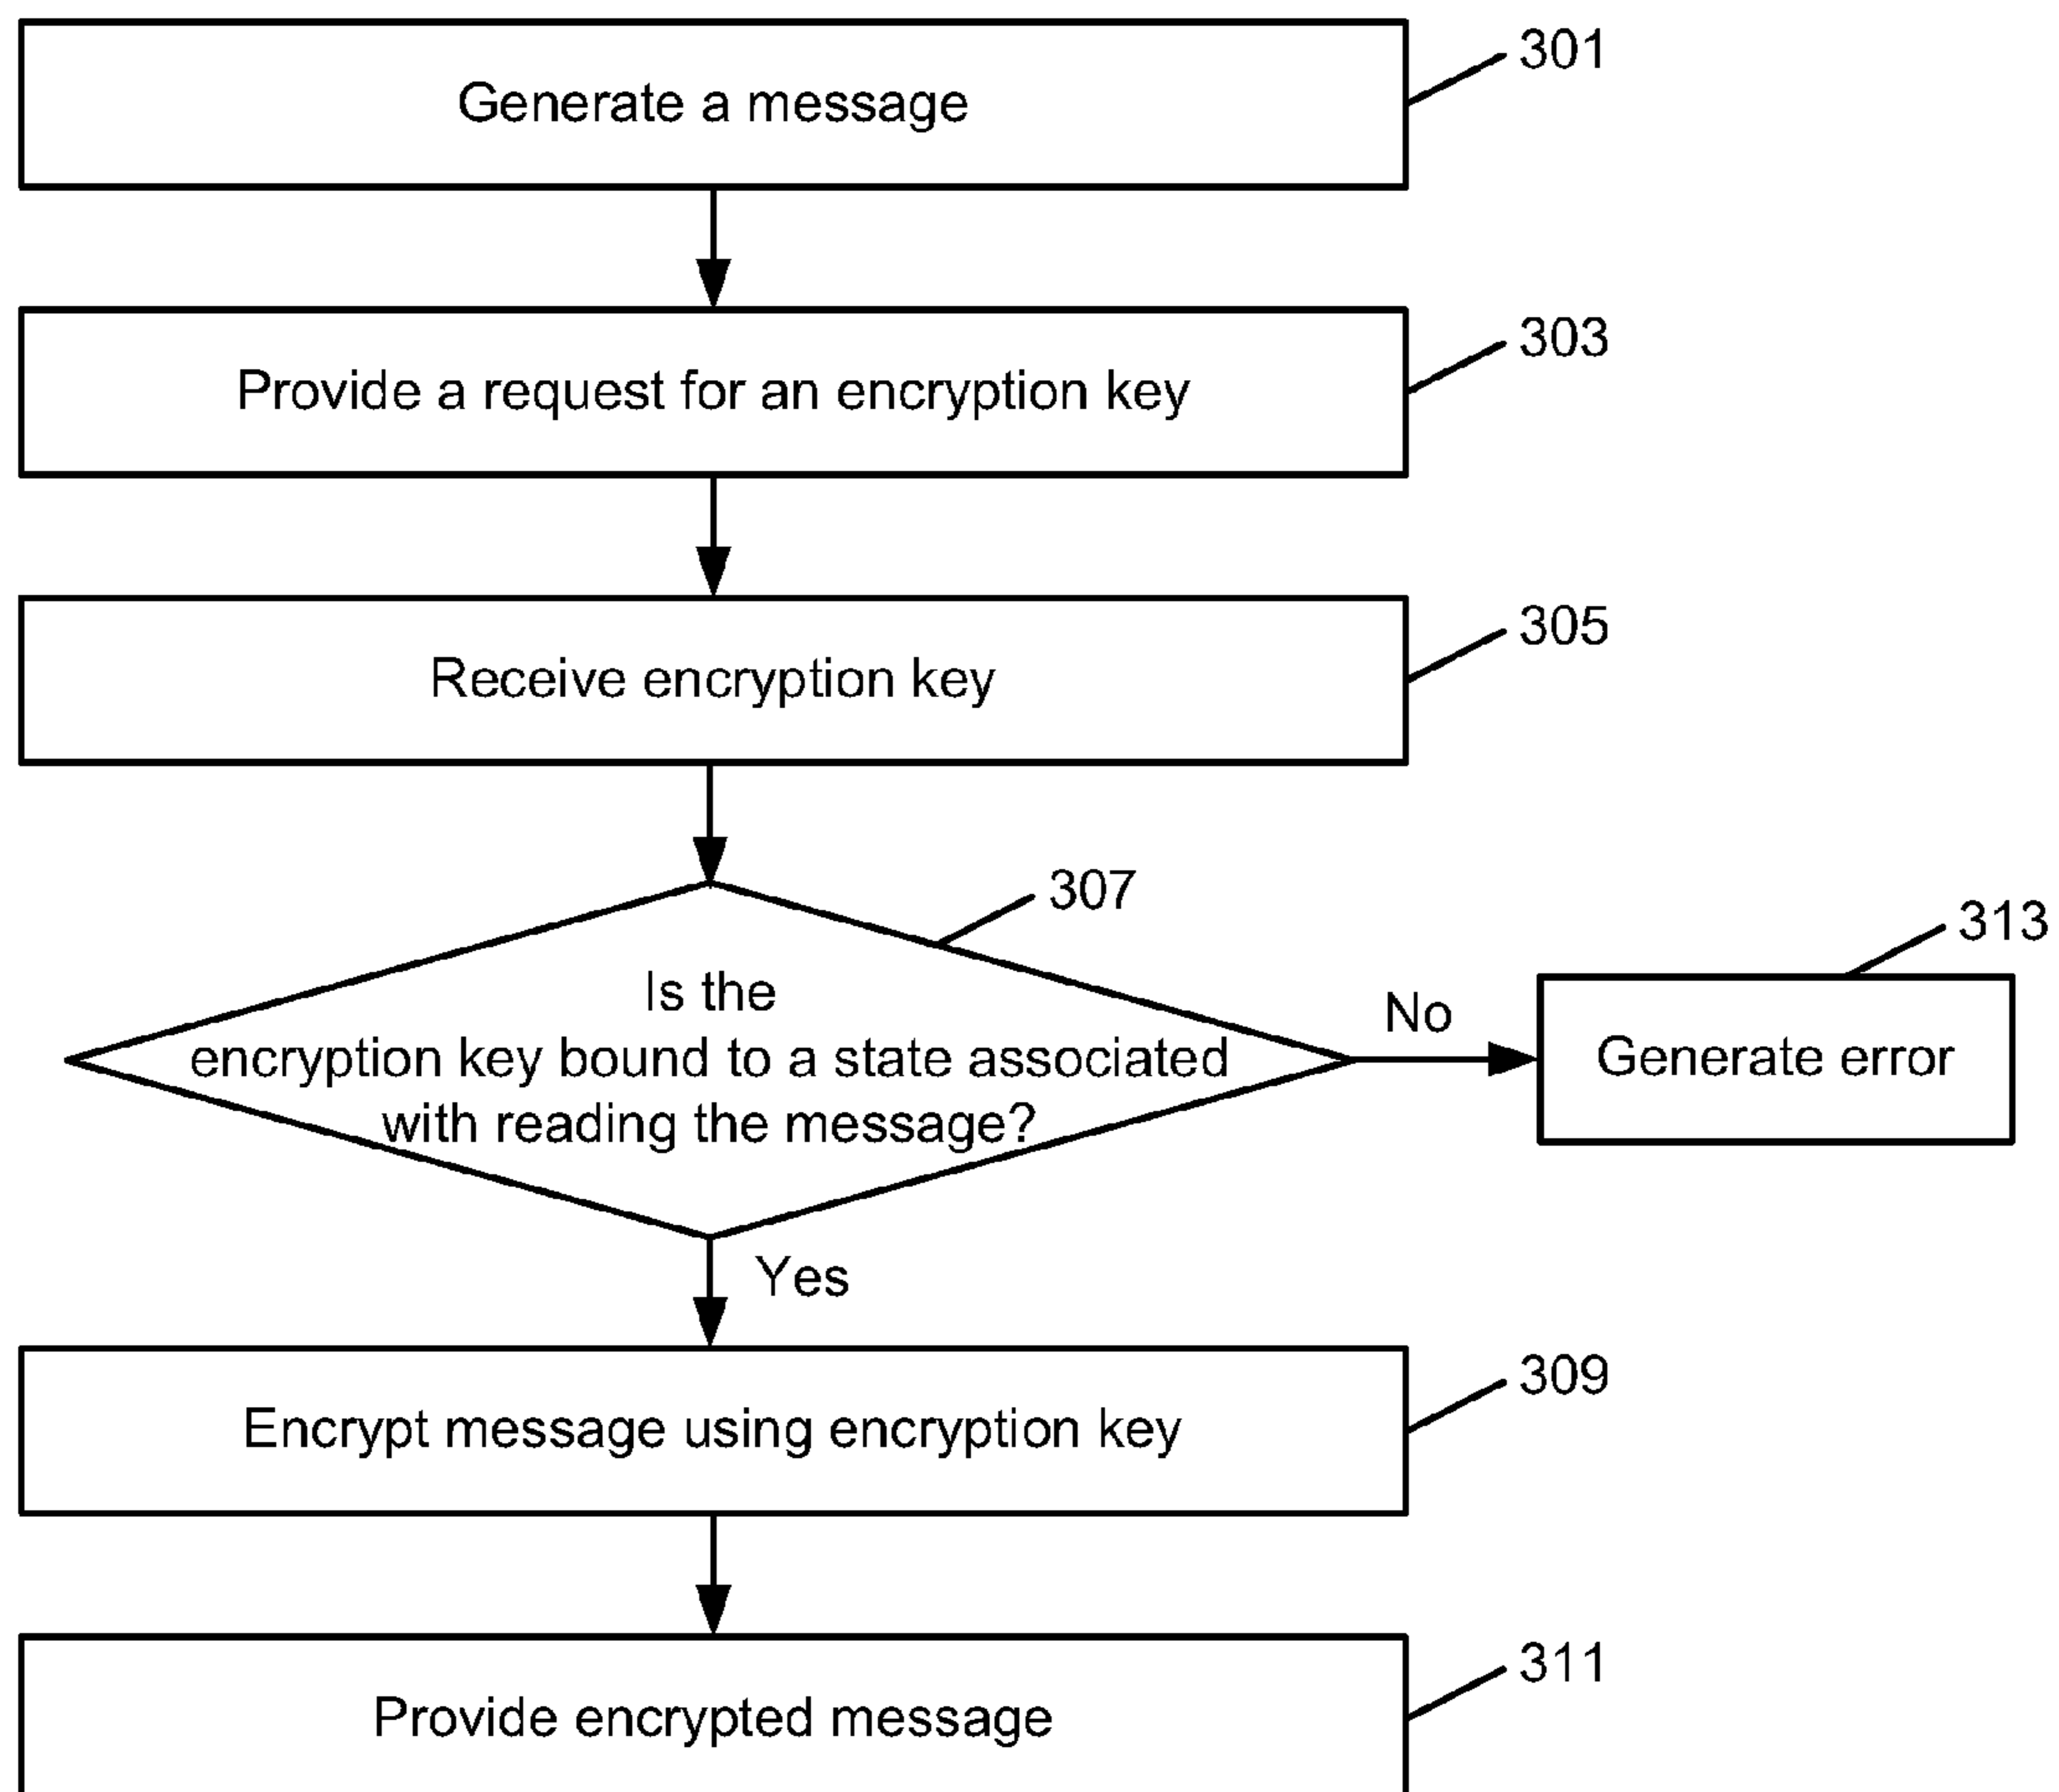 301
Generate a message
303
Provide a request for an encryption key
305
Receive encryption key
307
313
Is the
encryption key bound to a state associated
with reading the message?
No
Generate error
Yes
309
Encrypt message using encryption key
311
Provide encrypted message